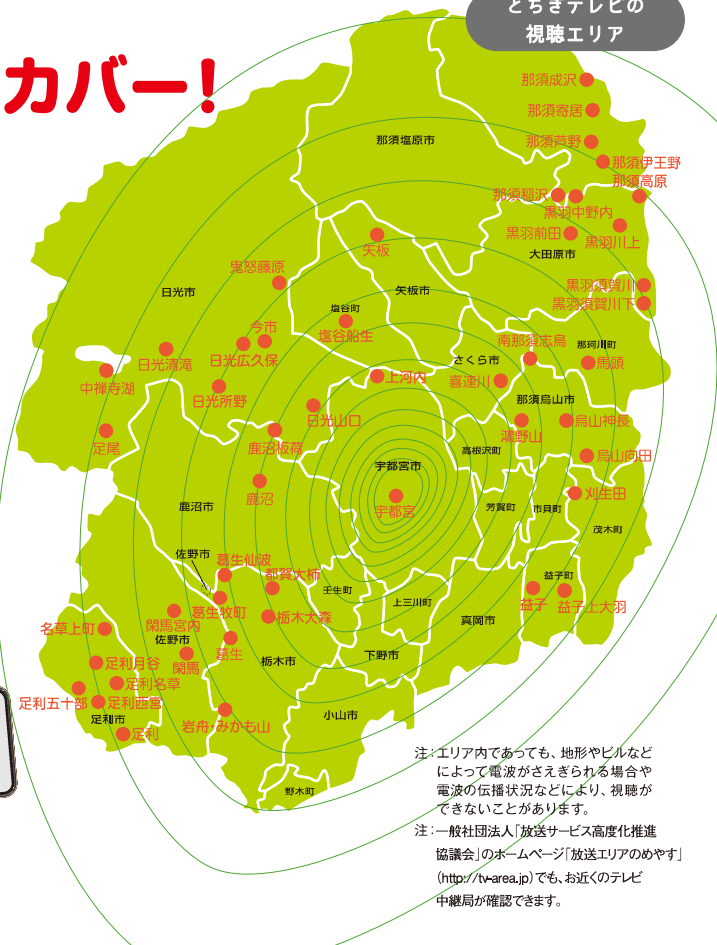 とちぎテレビの
視聴エリア
カバー!
那須成沢
那須寄居
那須塩原市
那須芦野
那須伊王野
那須高原
那須稲沢
黒羽中野内
黒羽前田
黒羽川上
大田原市
矢板
鬼怒藤原
黒羽須賀川
日光市
矢板市
黒羽須賀川下
塩谷町
塩谷船生
今市
南那須志鳥
那珂川町
日光清滝
日光広久保
さくら市
馬頭
中禅寺湖
上河内
喜連川
日光所野
那須烏山市
日光山口
烏山神長
足尾
鹿沼板荷
鴻野山
高根沢町
烏山向田
宇都宮市
鹿沼
刈生田
鹿沼市
宇都宮
芳賀町
市貝町
茂木町
佐野市
葛生仙波
都賀大柿
益子町
壬生町
葛生牧町
上三川町
益子
益子上大羽
閑馬宮内
栃木大森
真岡市
名草上町
佐野市
葛生
下野市
足利月谷
閑馬
栃木市
足利名草
足利五十部
足利西宮
足利市
岩舟・みかも山
小山市
足利
野木町
注:エリア内であっても、地形やビルなど
によって電波がさえぎられる場合や
電波の伝播状況などにより、視聴が
できないことがあります。
注:一般社団法人「放送サービス高度化推進
協議会」のホームページ「放送エリアのめやす」
(http://tv-area.jp)でも、お近くのテレビ
中継局が確認できます。